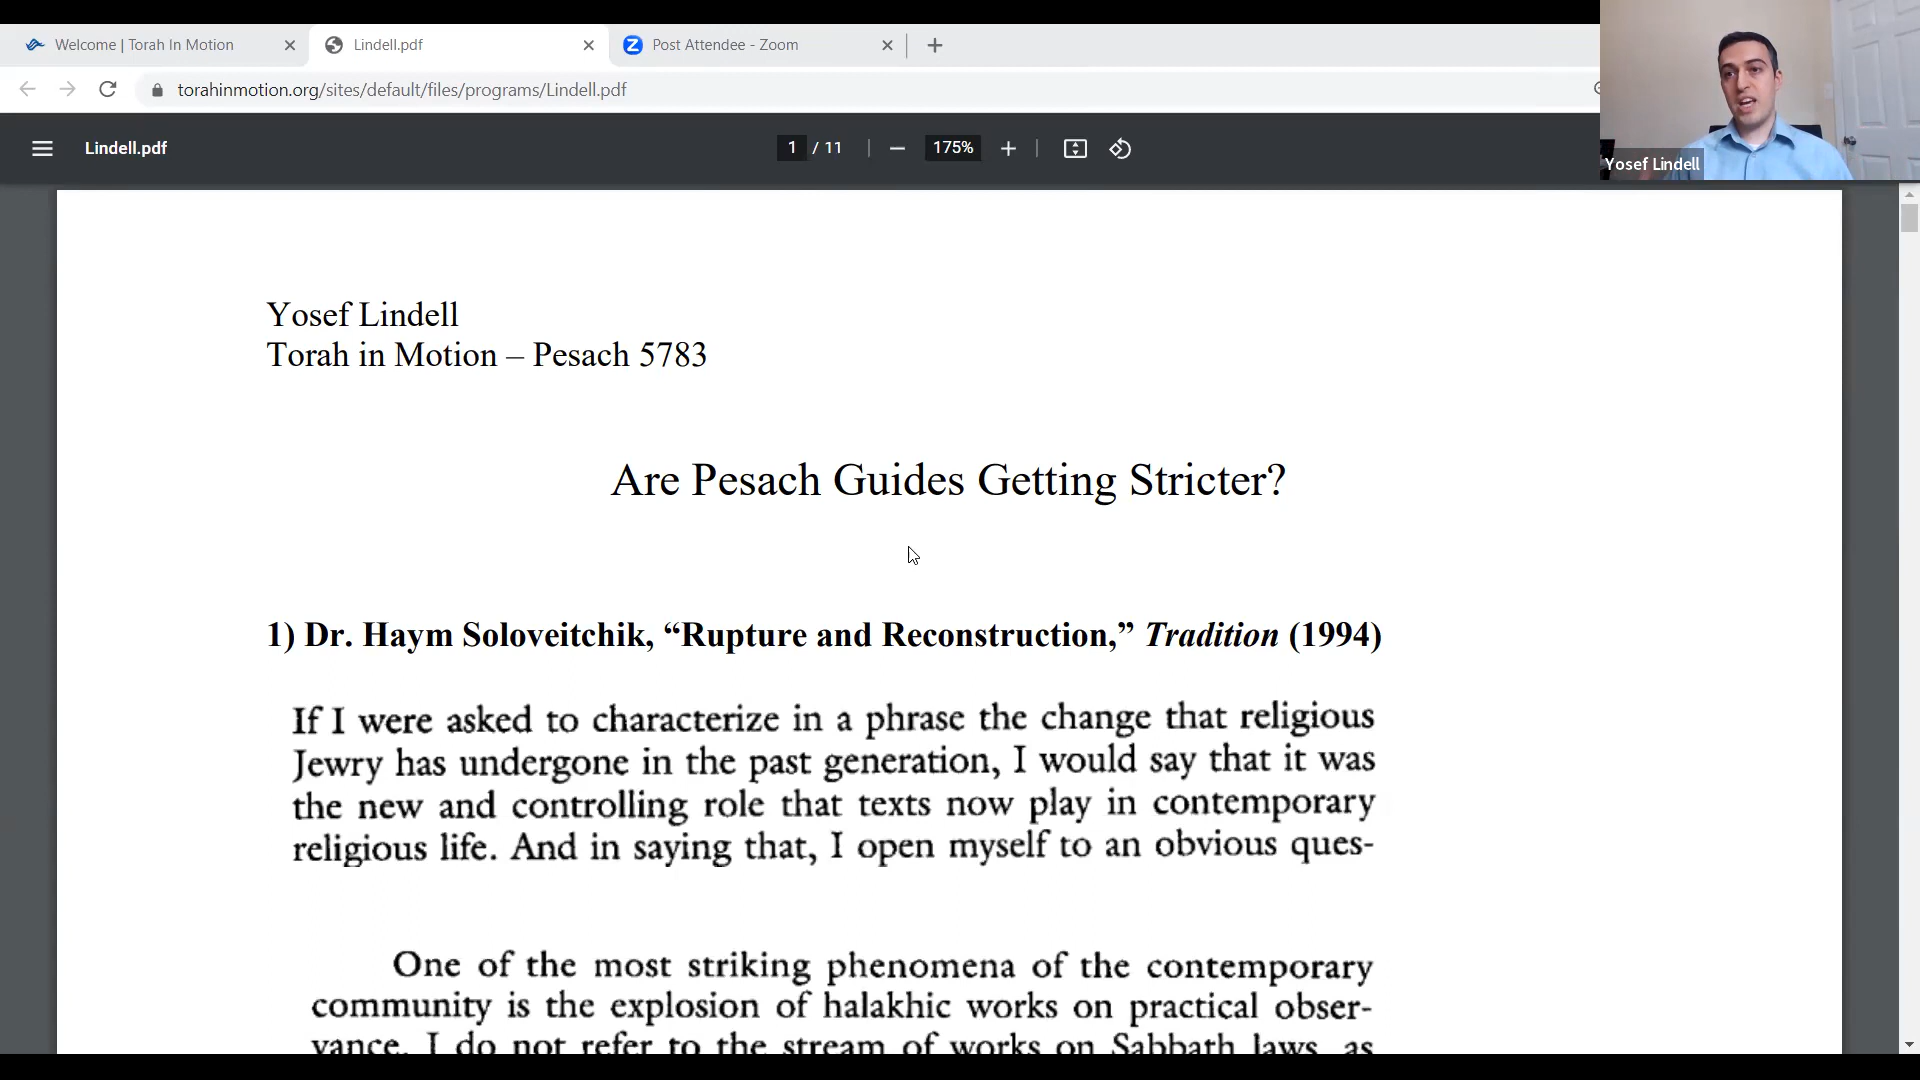 Welcome | Torah In Motion
Lindell.pdf
Post Attendee - Zoom
torahinmotion.org/sites/default/files/programs/Lindell.pdf
Lindell.pdf
1 / 11
175%
Yosef Lindell
Yosef Lindell
Torah in Motion – Pesach 5783
Are Pesach Guides Getting Stricter?
1) Dr. Haym Soloveitchik, “Rupture and Reconstruction,” Tradition (1994)
If I were asked to characterize in a phrase the change that religious
Jewry has undergone in the past generation, I would say that it was
the new and controlling role that texts now play in contemporary
religious life. And in saying that, I open myself to an obvious ques-
One of the most striking phenomena of the contemporary
community is the explosion of halakhic works on practical obser-
vance. I do not refer to the stream of works on Sabbath laws, as